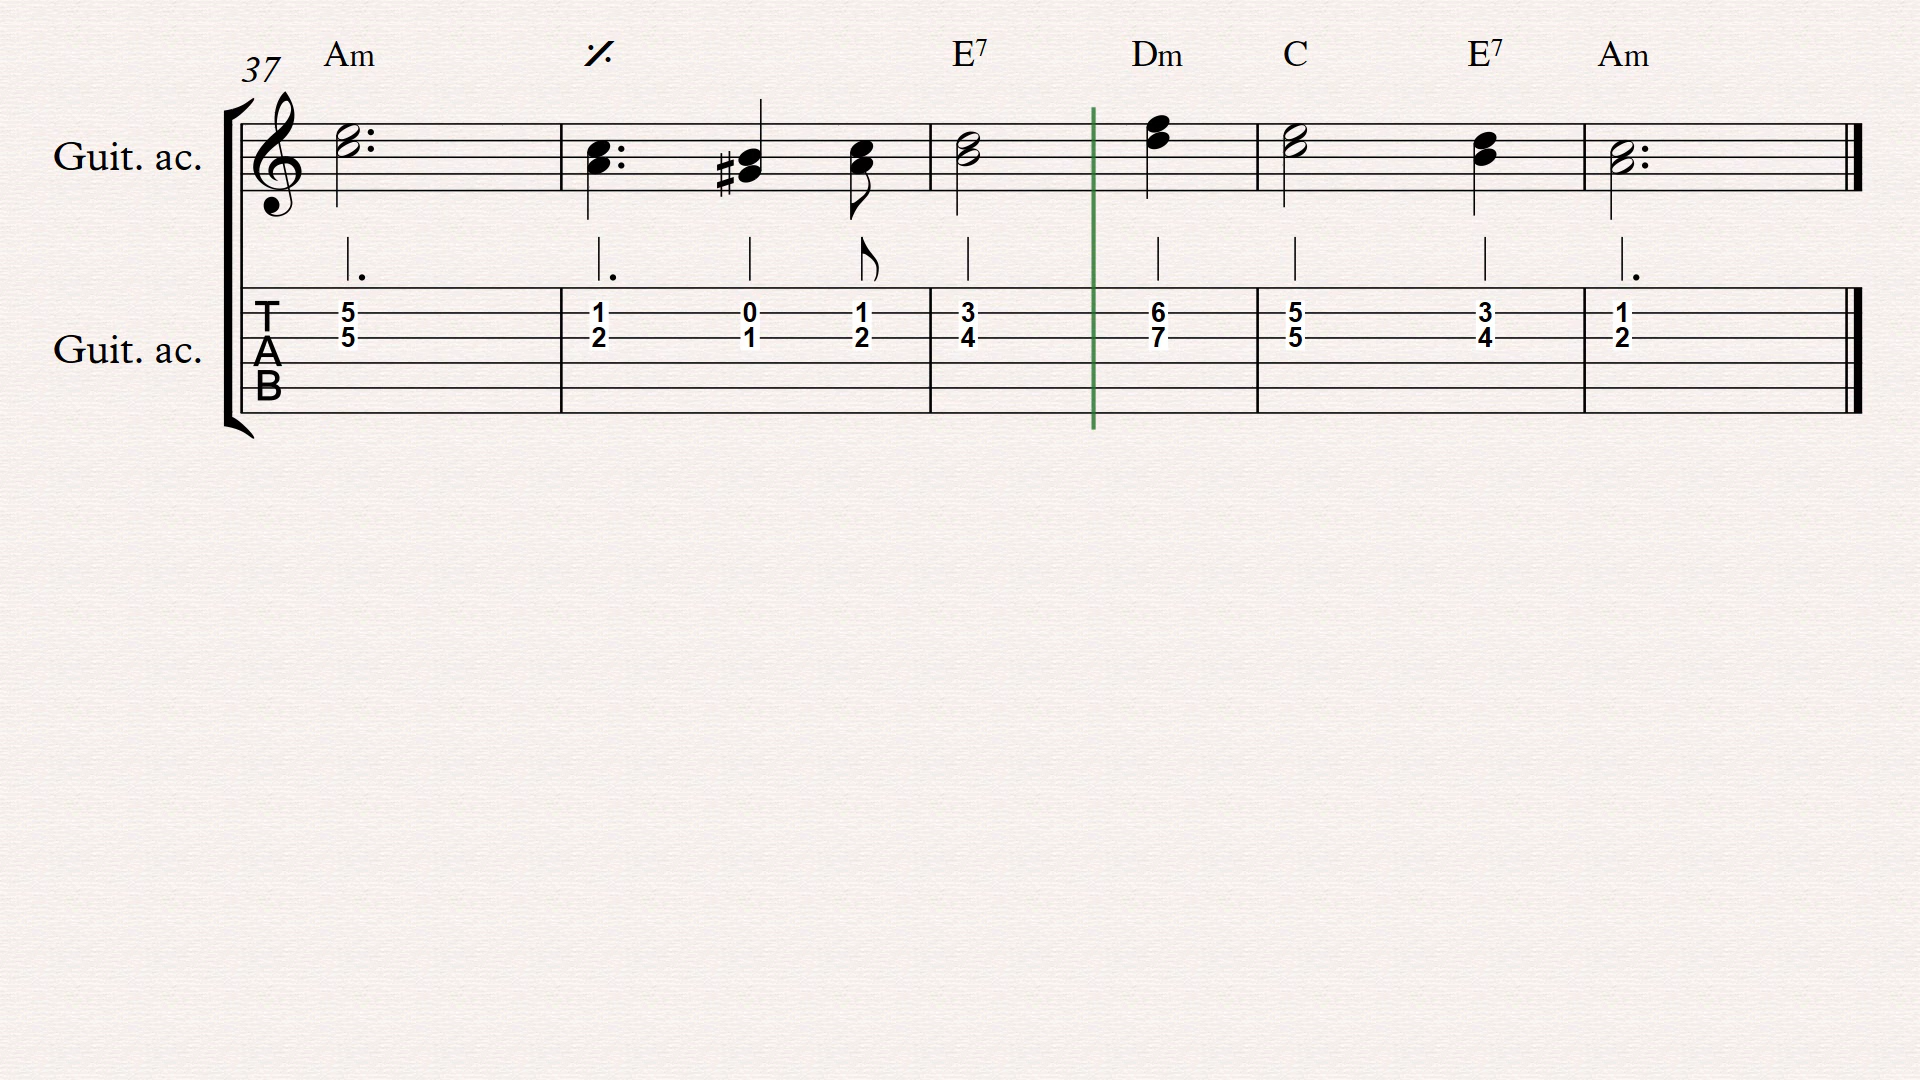 Am 𝄎 E7 Dm C E7 Am
37
Guit. ac.
T 5 1 0 1 3 6 5 3 1
A 5 2 1 2 4 7 5 4 2
B
Guit. ac.